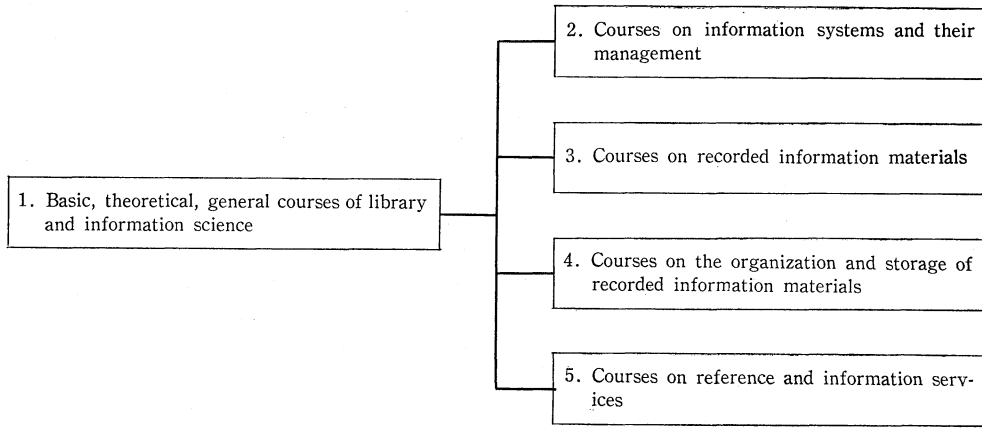 2. Courses on information systems and their
management
3. Courses on recorded information materials
1. Basic, theoretical, general courses of library
and information science
4. Courses on the organization and storage of
recorded information materials
5. Courses on reference and information serv-
ices